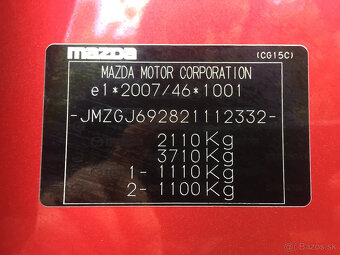 mazda
(CG15C)
MAZDA MOTOR CORPORATION
e1*2007/46*1001
-JMZGJ692821112332-
2110Kg
3710Kg
1- 1110Kg
2- 1100Kg
Bazos.sk